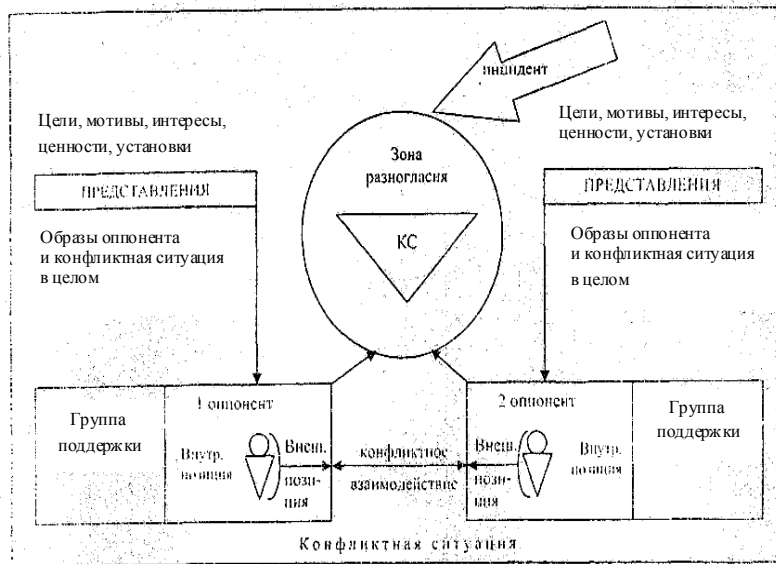 инцидент
Цели, мотивы, интересы,
ценности, установки
ПРЕДСТАВЛЕНИЯ
Образы оппонента
и конфликтная ситуация
в целом
Зона
разногласия
КС
Цели, мотивы, интересы,
ценности, установки
ПРЕДСТАВЛЕНИЯ
Образы оппонента
и конфликтная ситуация
в целом
Группа
поддержки
1 оппонент
Внутр.
позиция
Внеш.
пози-
ция
конфликтное
взаимодействие
2 оппонент
Внеш.
пози-
ция
Внутр.
позиция
Группа
поддержки
Конфликтная ситуация